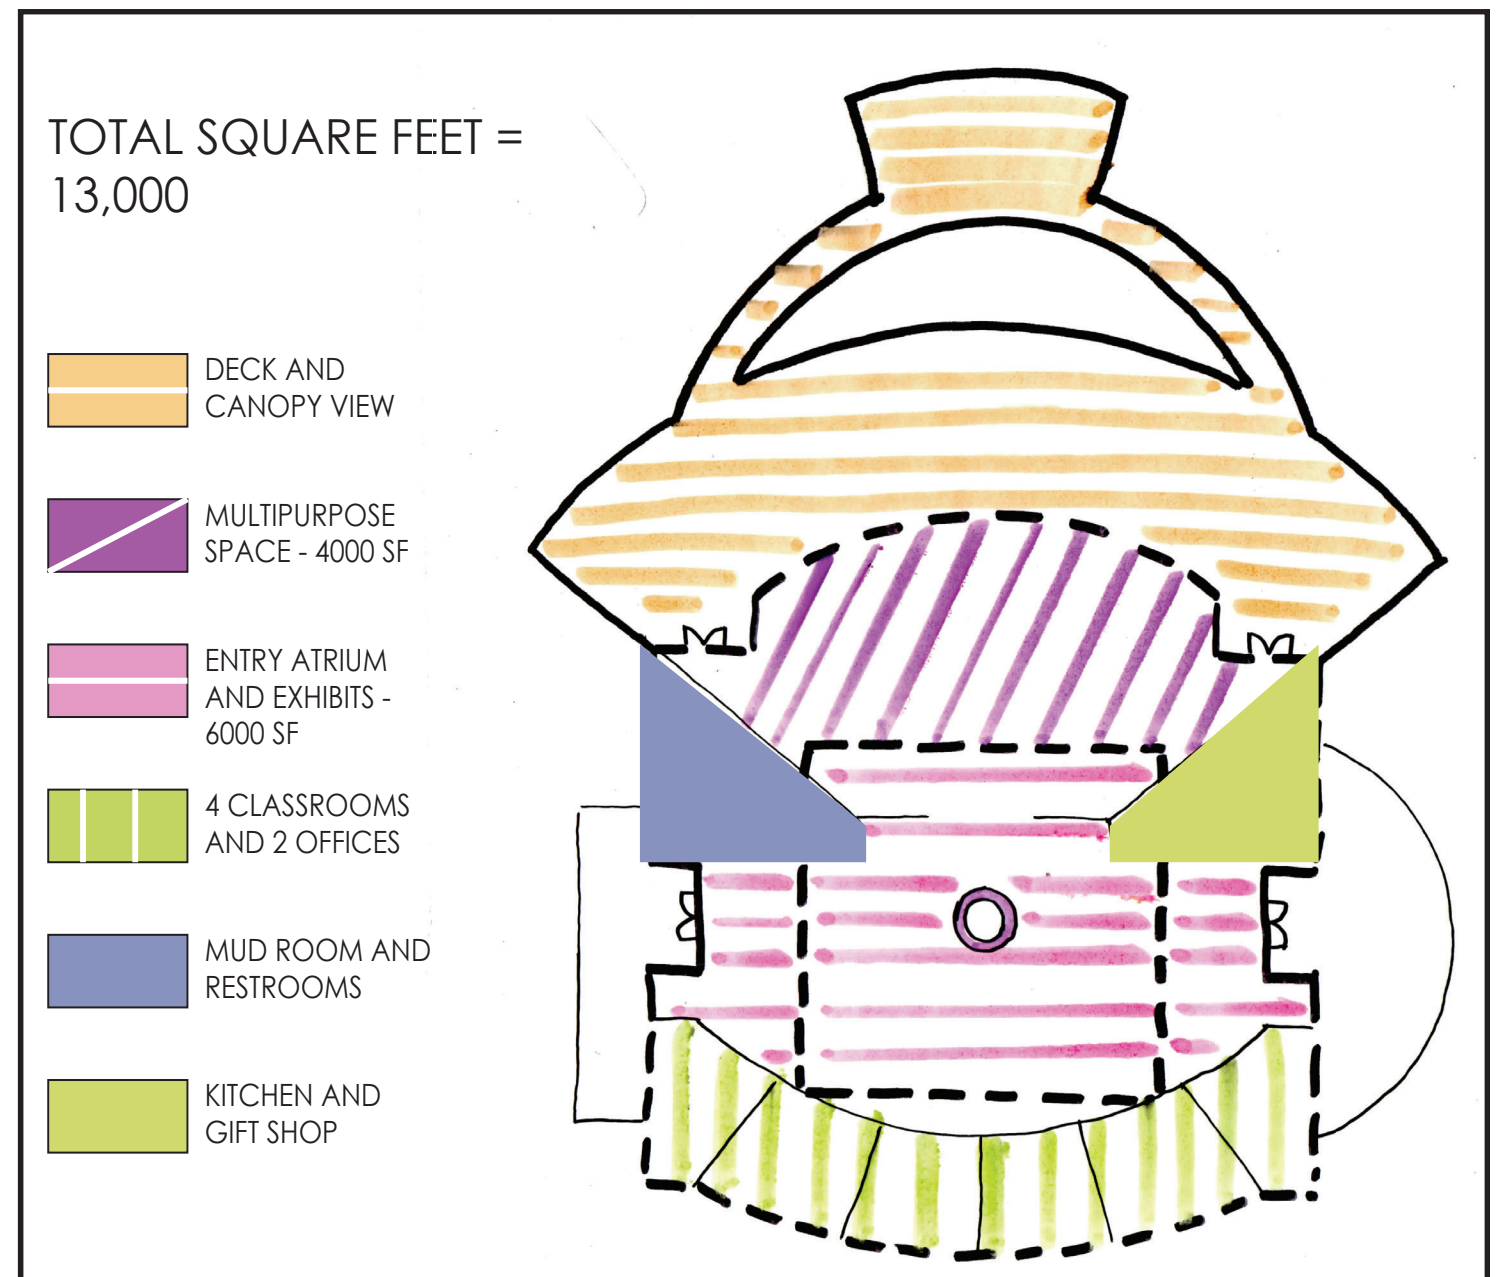 TOTAL SQUARE FEET =
13,000
DECK AND
CANOPY VIEW
MULTIPURPOSE
SPACE - 4000 SF
ENTRY ATRIUM
AND EXHIBITS -
6000 SF
4 CLASSROOMS
AND 2 OFFICES
MUD ROOM AND
RESTROOMS
KITCHEN AND
GIFT SHOP